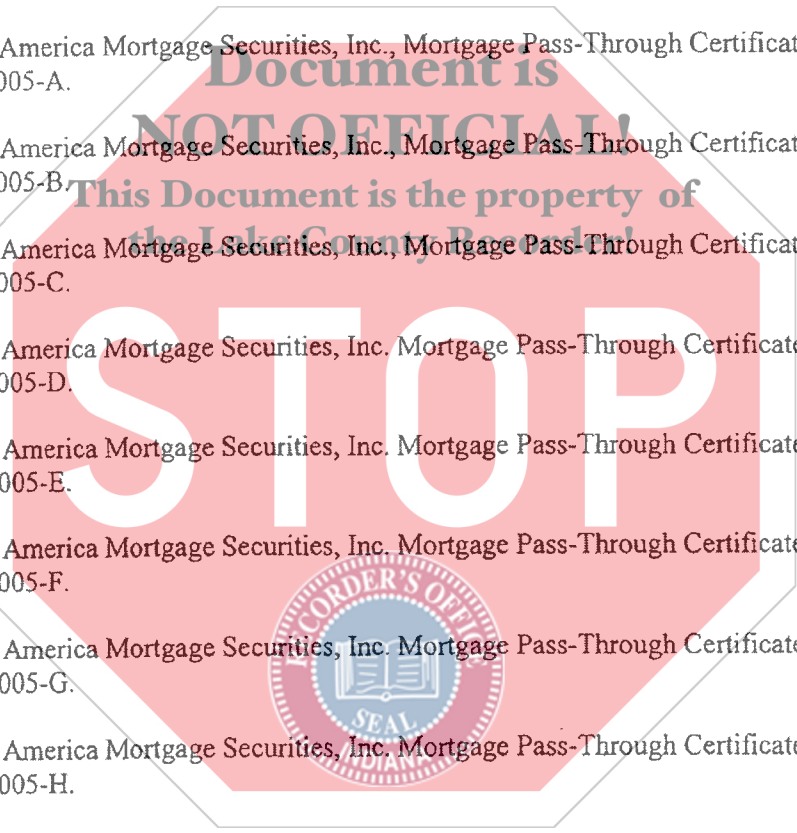 America Mortgage Securities, Inc., Mortgage Pass-Through Certificat
005-A.
Document is
America Mortgage Securities, Inc., Mortgage Pass-Through Certificat
NOT OFFICIAL!
005-B.
This Document is the property of
America Mortgage Securities, Inc., Mortgage Pass-Through Certificat
the Lake County Recorder!
005-C.
America Mortgage Securities, Inc. Mortgage Pass-Through Certificate
005-D.
STOP
America Mortgage Securities, Inc. Mortgage Pass-Through Certificate
005-E.
America Mortgage Securities, Inc. Mortgage Pass-Through Certificate
005-F.
RECORDER'S OFFICE
America Mortgage Securities, Inc. Mortgage Pass-Through Certificate
005-G.
SEAL
America Mortgage Securities, Inc. Mortgage Pass-Through Certificate
INDIANA
005-H.